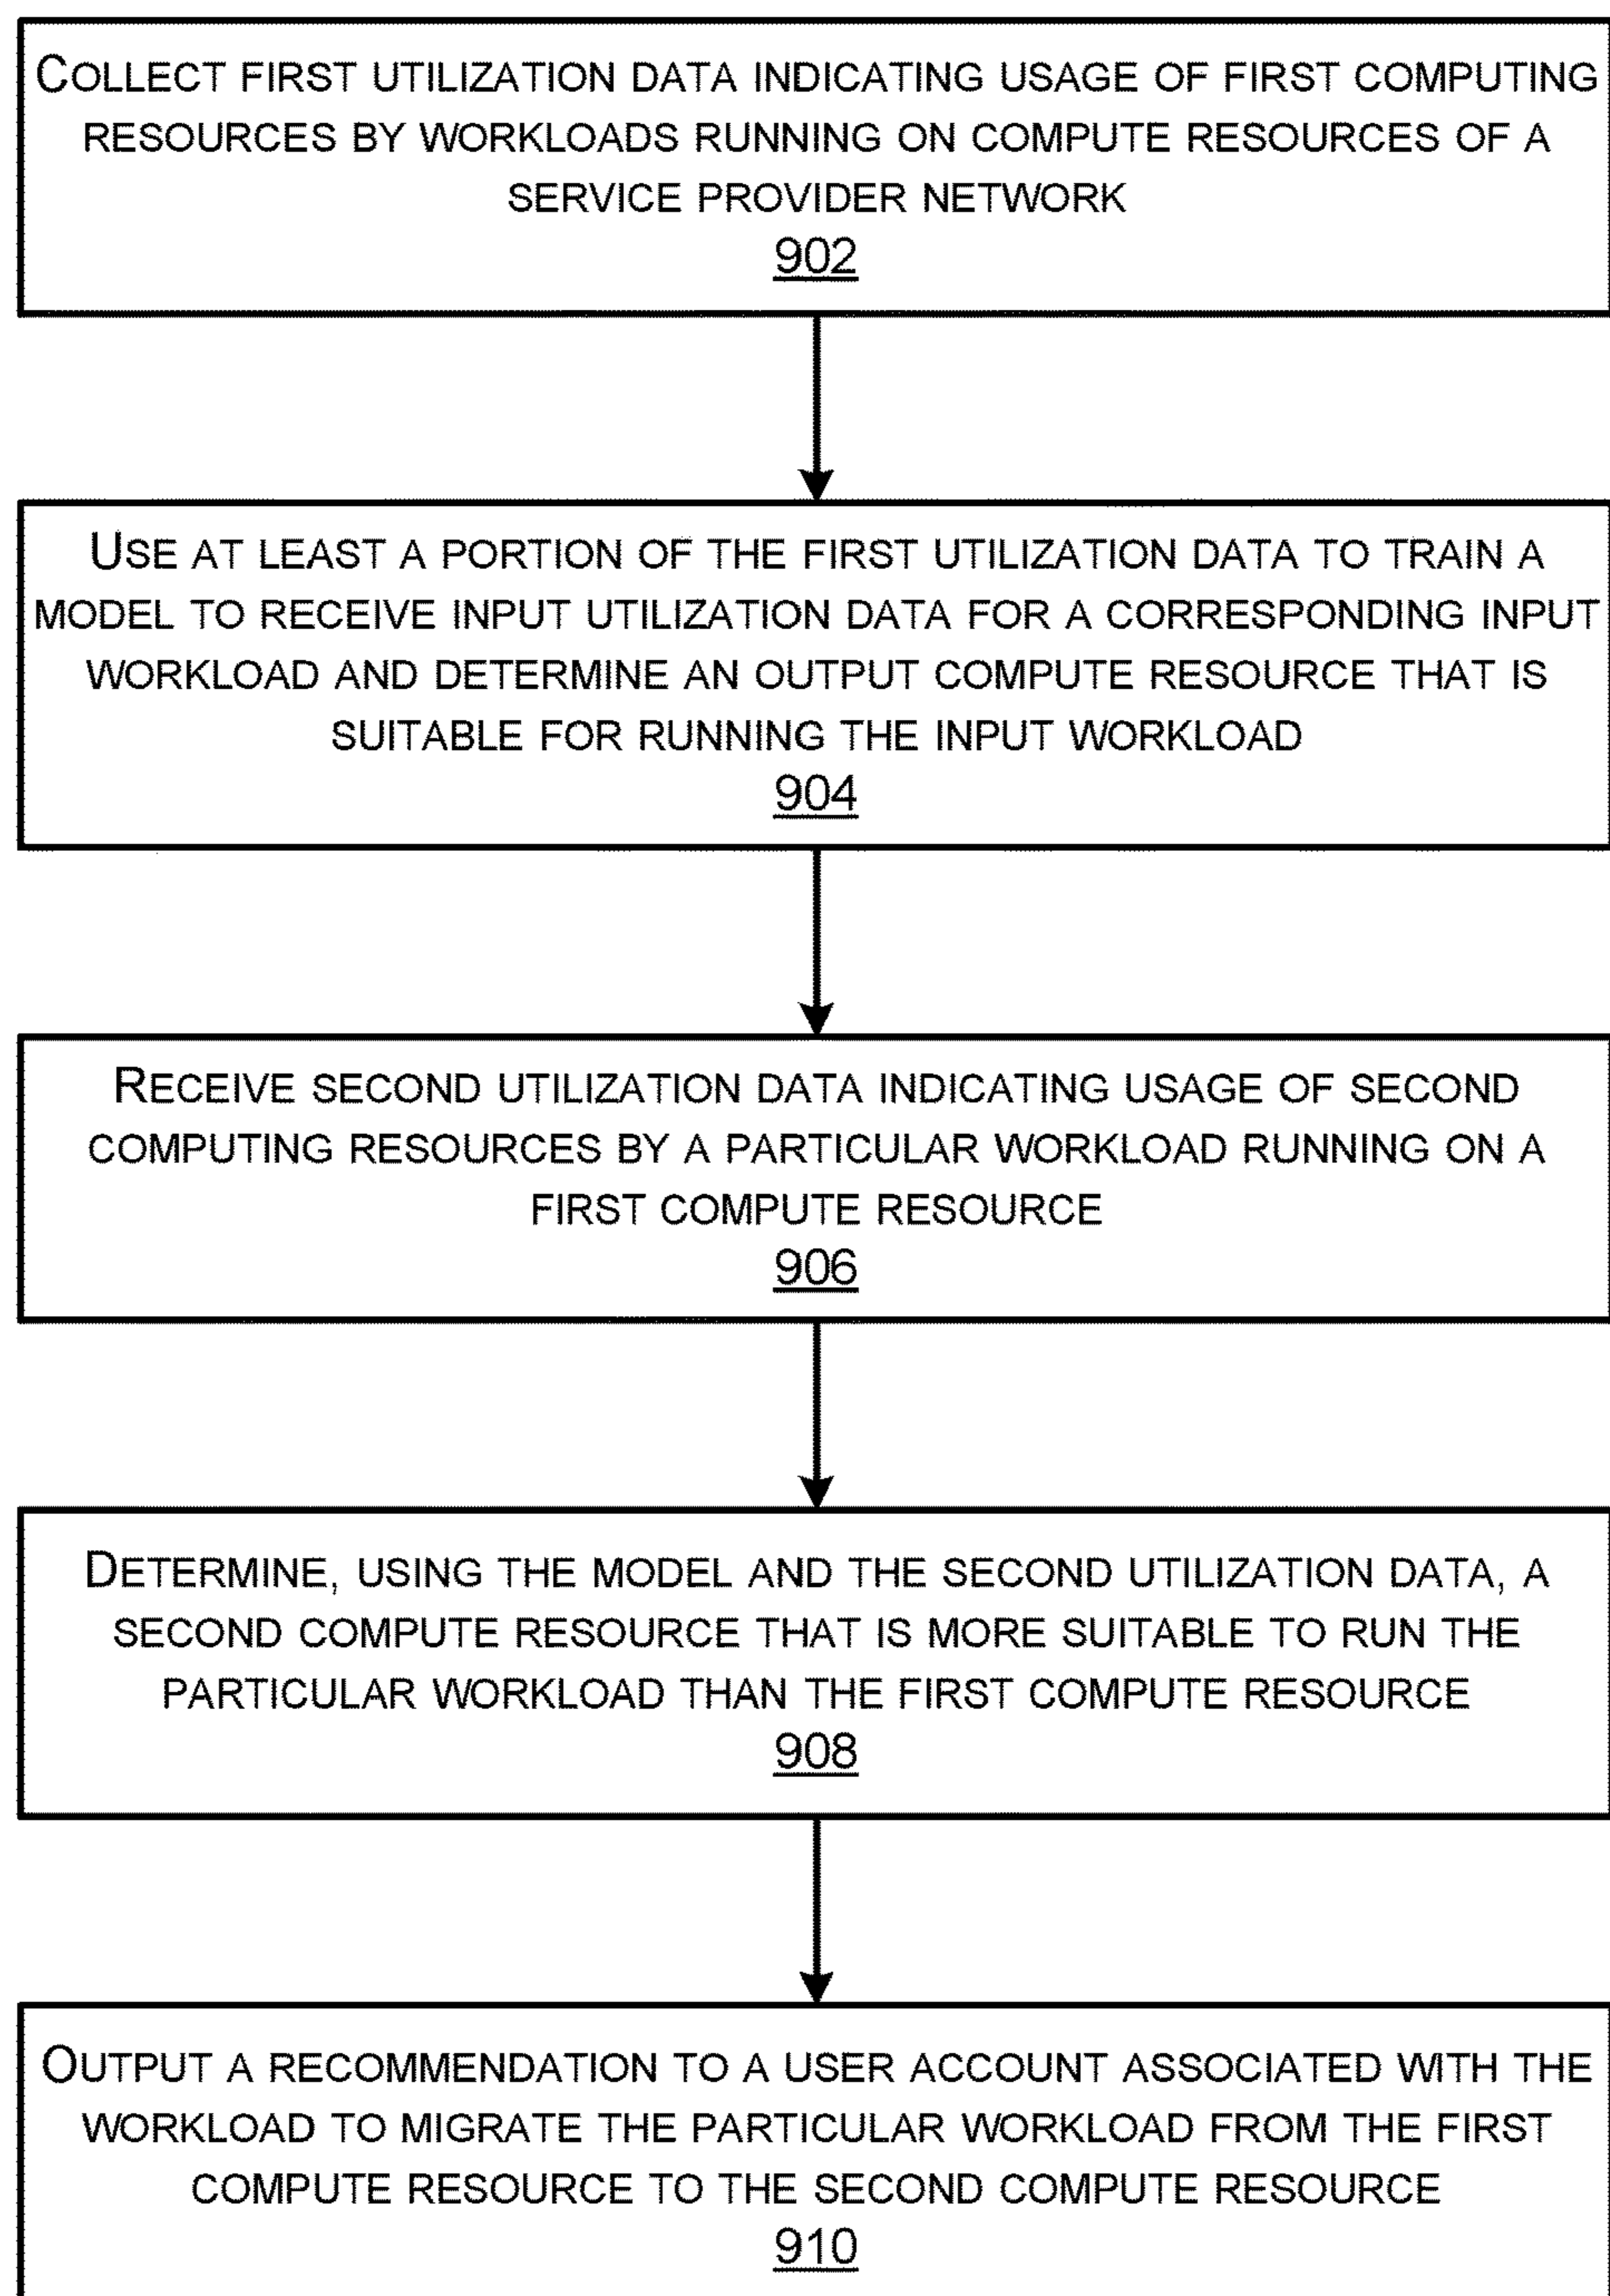 COLLECT FIRST UTILIZATION DATA INDICATING USAGE OF FIRST COMPUTING
RESOURCES BY WORKLOADS RUNNING ON COMPUTE RESOURCES OF A
SERVICE PROVIDER NETWORK
902
USE AT LEAST A PORTION OF THE FIRST UTILIZATION DATA TO TRAIN A
MODEL TO RECEIVE INPUT UTILIZATION DATA FOR A CORRESPONDING INPUT
WORKLOAD AND DETERMINE AN OUTPUT COMPUTE RESOURCE THAT IS
SUITABLE FOR RUNNING THE INPUT WORKLOAD
904
RECEIVE SECOND UTILIZATION DATA INDICATING USAGE OF SECOND
COMPUTING RESOURCES BY A PARTICULAR WORKLOAD RUNNING ON A
FIRST COMPUTE RESOURCE
906
DETERMINE, USING THE MODEL AND THE SECOND UTILIZATION DATA, A
SECOND COMPUTE RESOURCE THAT IS MORE SUITABLE TO RUN THE
PARTICULAR WORKLOAD THAN THE FIRST COMPUTE RESOURCE
908
OUTPUT A RECOMMENDATION TO A USER ACCOUNT ASSOCIATED WITH THE
WORKLOAD TO MIGRATE THE PARTICULAR WORKLOAD FROM THE FIRST
COMPUTE RESOURCE TO THE SECOND COMPUTE RESOURCE
910